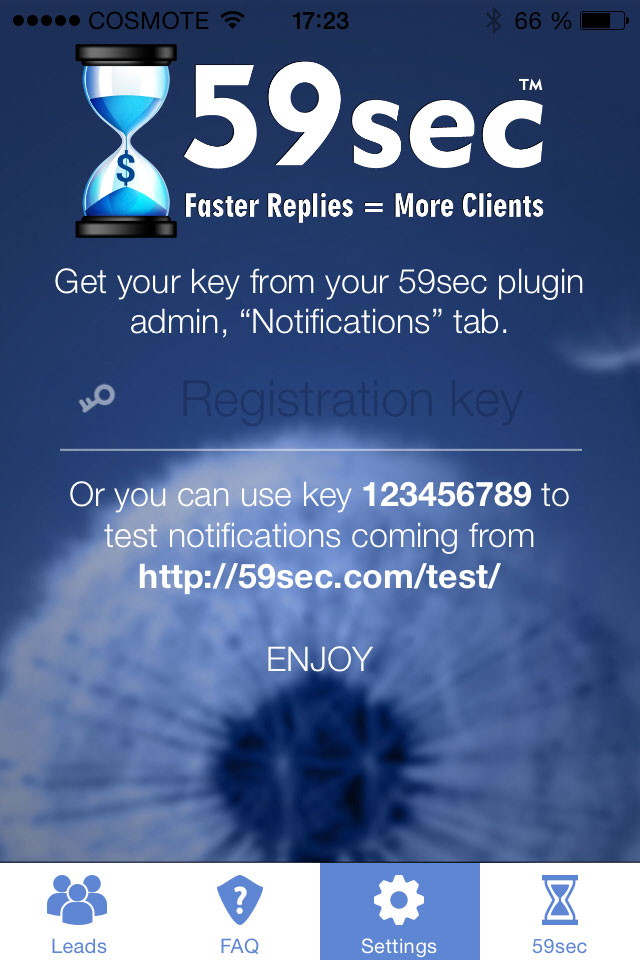 COSMOTE 17:23 66 %
59sec™
$
Faster Replies = More Clients
Get your key from your 59sec plugin
admin, “Notifications” tab.
Registration key
Or you can use key 123456789 to
test notifications coming from
http://59sec.com/test/
ENJOY
?
Leads FAQ Settings 59sec